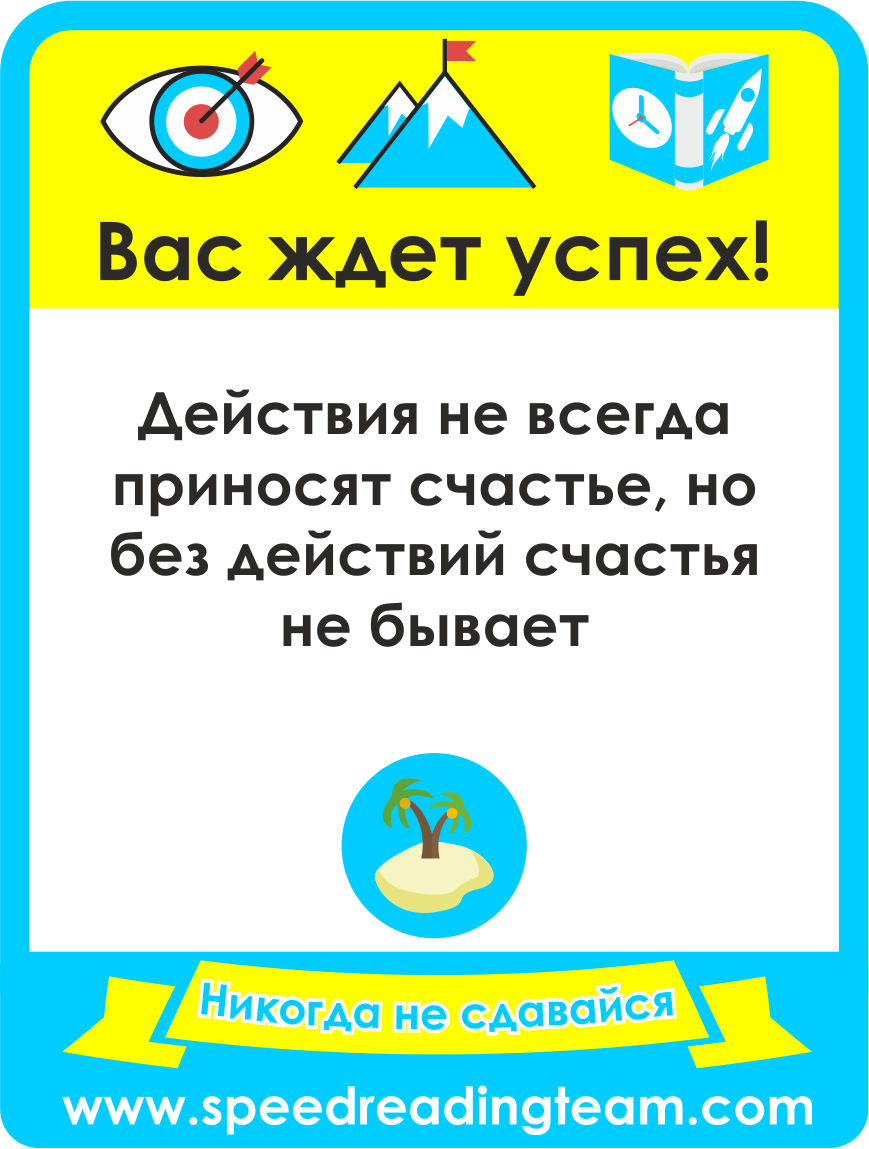 Вас ждет успех!
Действия не всегда
приносят счастье, но
без действий счастья
не бывает
Никогда не сдавайся
www.speedreadingteam.com